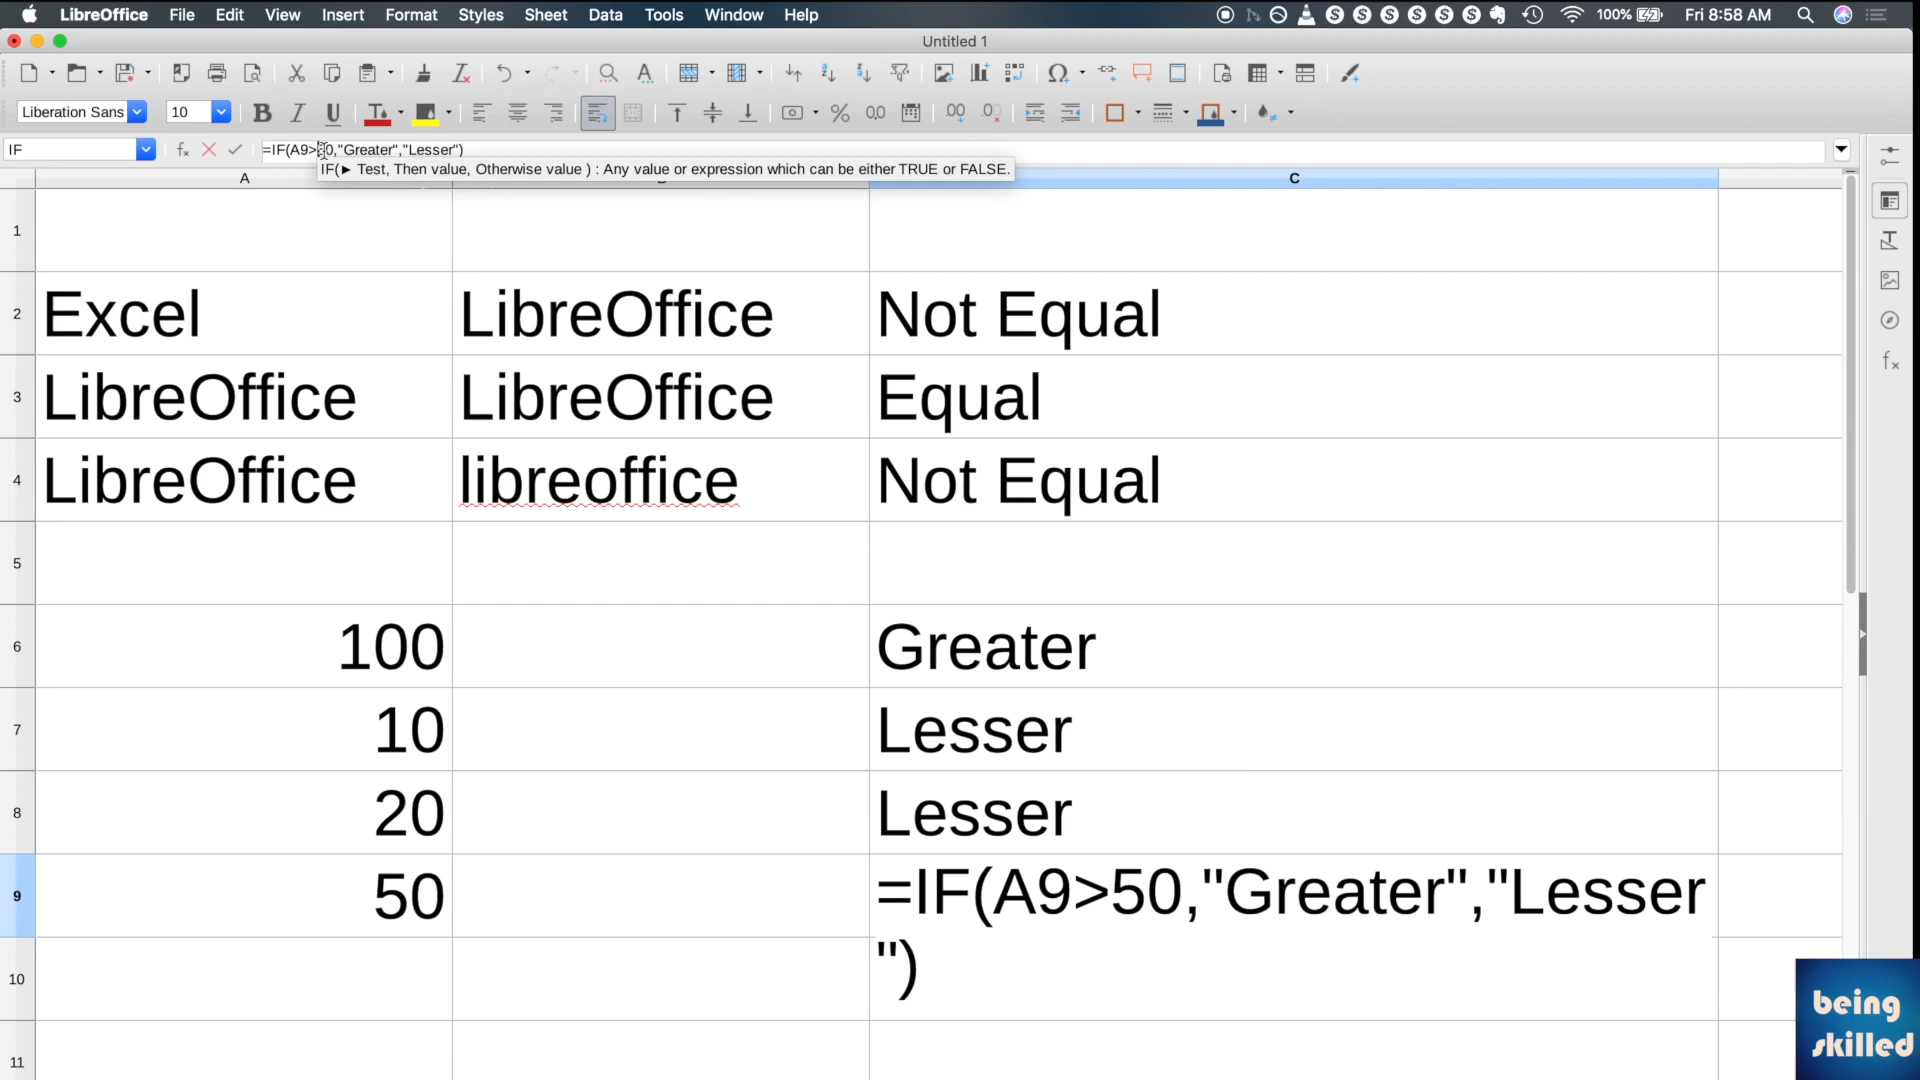 LibreOffice File Edit View Insert Format Styles Sheet Data Tools Window Help 100% Fri 8:58 AM
Untitled 1
Liberation Sans 10
IF =IF(A9>50,"Greater","Lesser")
IF(► Test, Then value, Otherwise value ) : Any value or expression which can be either TRUE or FALSE.
A C
1
2 Excel LibreOffice Not Equal
3 LibreOffice LibreOffice Equal
4 LibreOffice libreoffice Not Equal
5
6 100 Greater
7 10 Lesser
8 20 Lesser
9 50 =IF(A9>50,"Greater","Lesser
10 ")
11
being
skilled